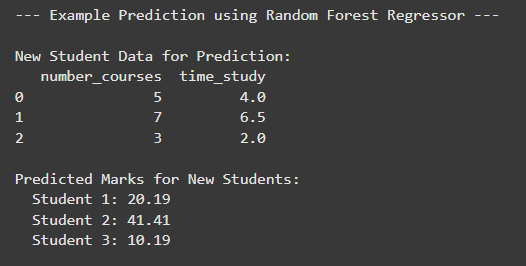 --- Example Prediction using Random Forest Regressor ---
New Student Data for Prediction:
   number_courses  time_study
0               5         4.0
1               7         6.5
2               3         2.0
Predicted Marks for New Students:
  Student 1: 20.19
  Student 2: 41.41
  Student 3: 10.19